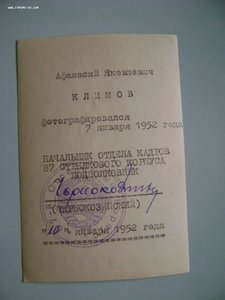 Афанасий Яковлевич
КЛИМОВ
фотографировался
7 января 1952 года
НАЧАЛЬНИК ОТДЕЛА КАДРОВ
87 СТРЕЛКОВОГО КОРПУСА
ПОДПОЛКОВНИК
(ЧЕРНОКОЗИНСКИЙ)
"10" января 1952 года